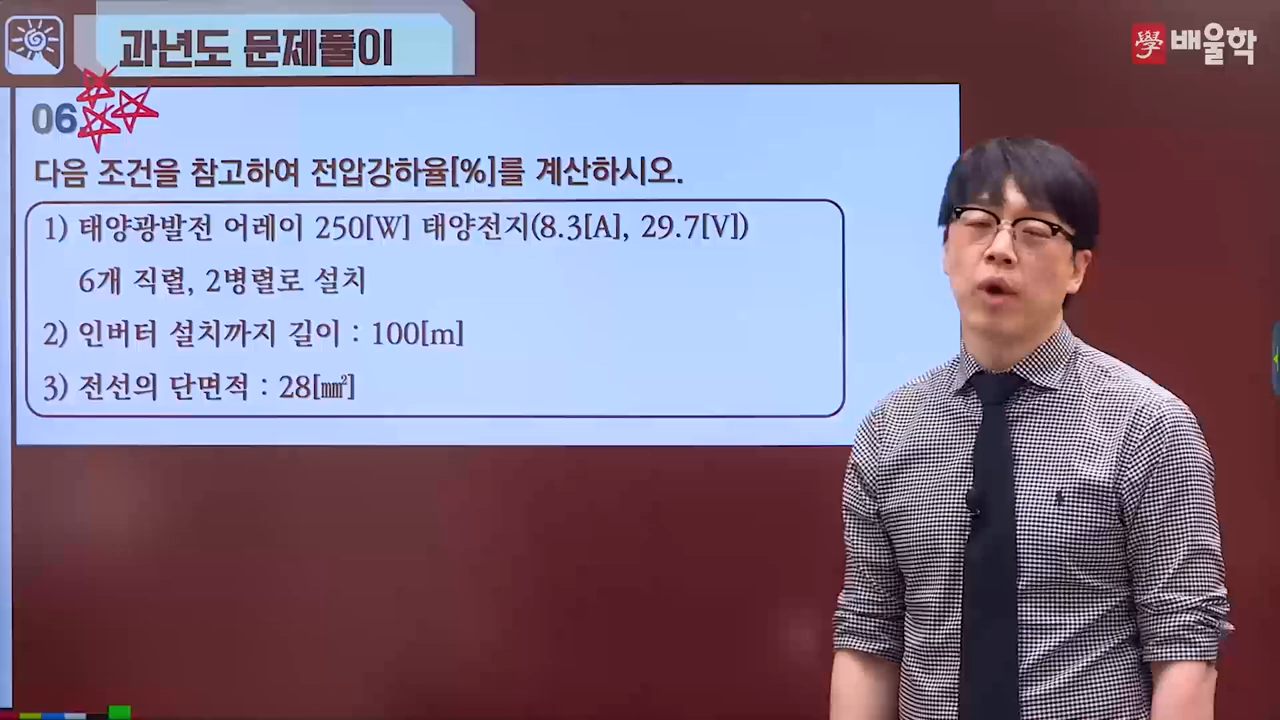 과년도 문제풀이
學 배울학
06
다음 조건을 참고하여 전압강하율[%]를 계산하시오.
1) 태양광발전 어레이 250[W] 태양전지(8.3[A], 29.7[V])
6개 직렬, 2병렬로 설치
2) 인버터 설치까지 길이 : 100[m]
3) 전선의 단면적 : 28[㎟]